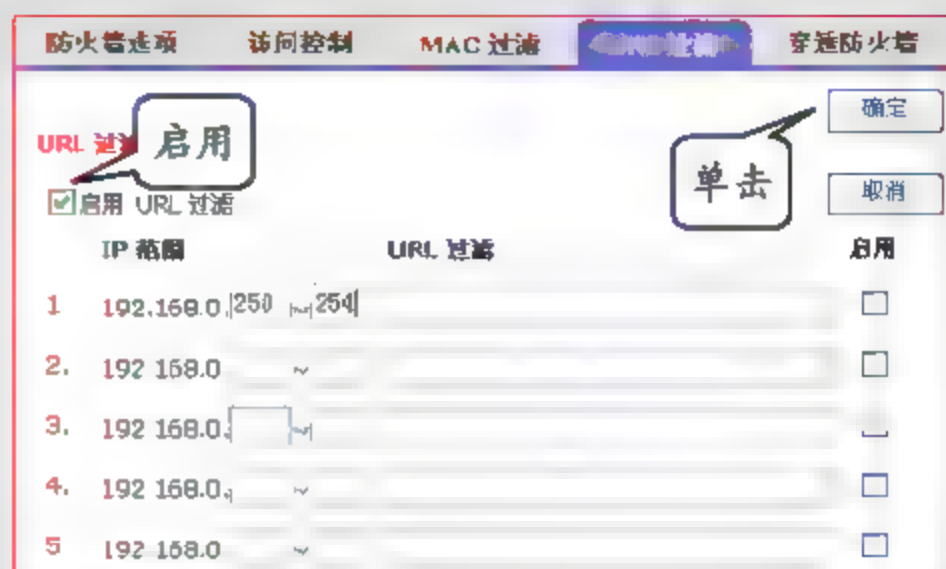 防火墙选项 访问控制 MAC 过滤 穿透防火墙
确定
URL 过滤
启用
单击
取消
启用 URL 过滤
IP 范围 URL 过滤 启用
1 192.168.0. 250 ~ 254
2. 192 168.0 ~
3. 192 168.0. ~
4. 192 168.0. ~
5 192 168.0 ~